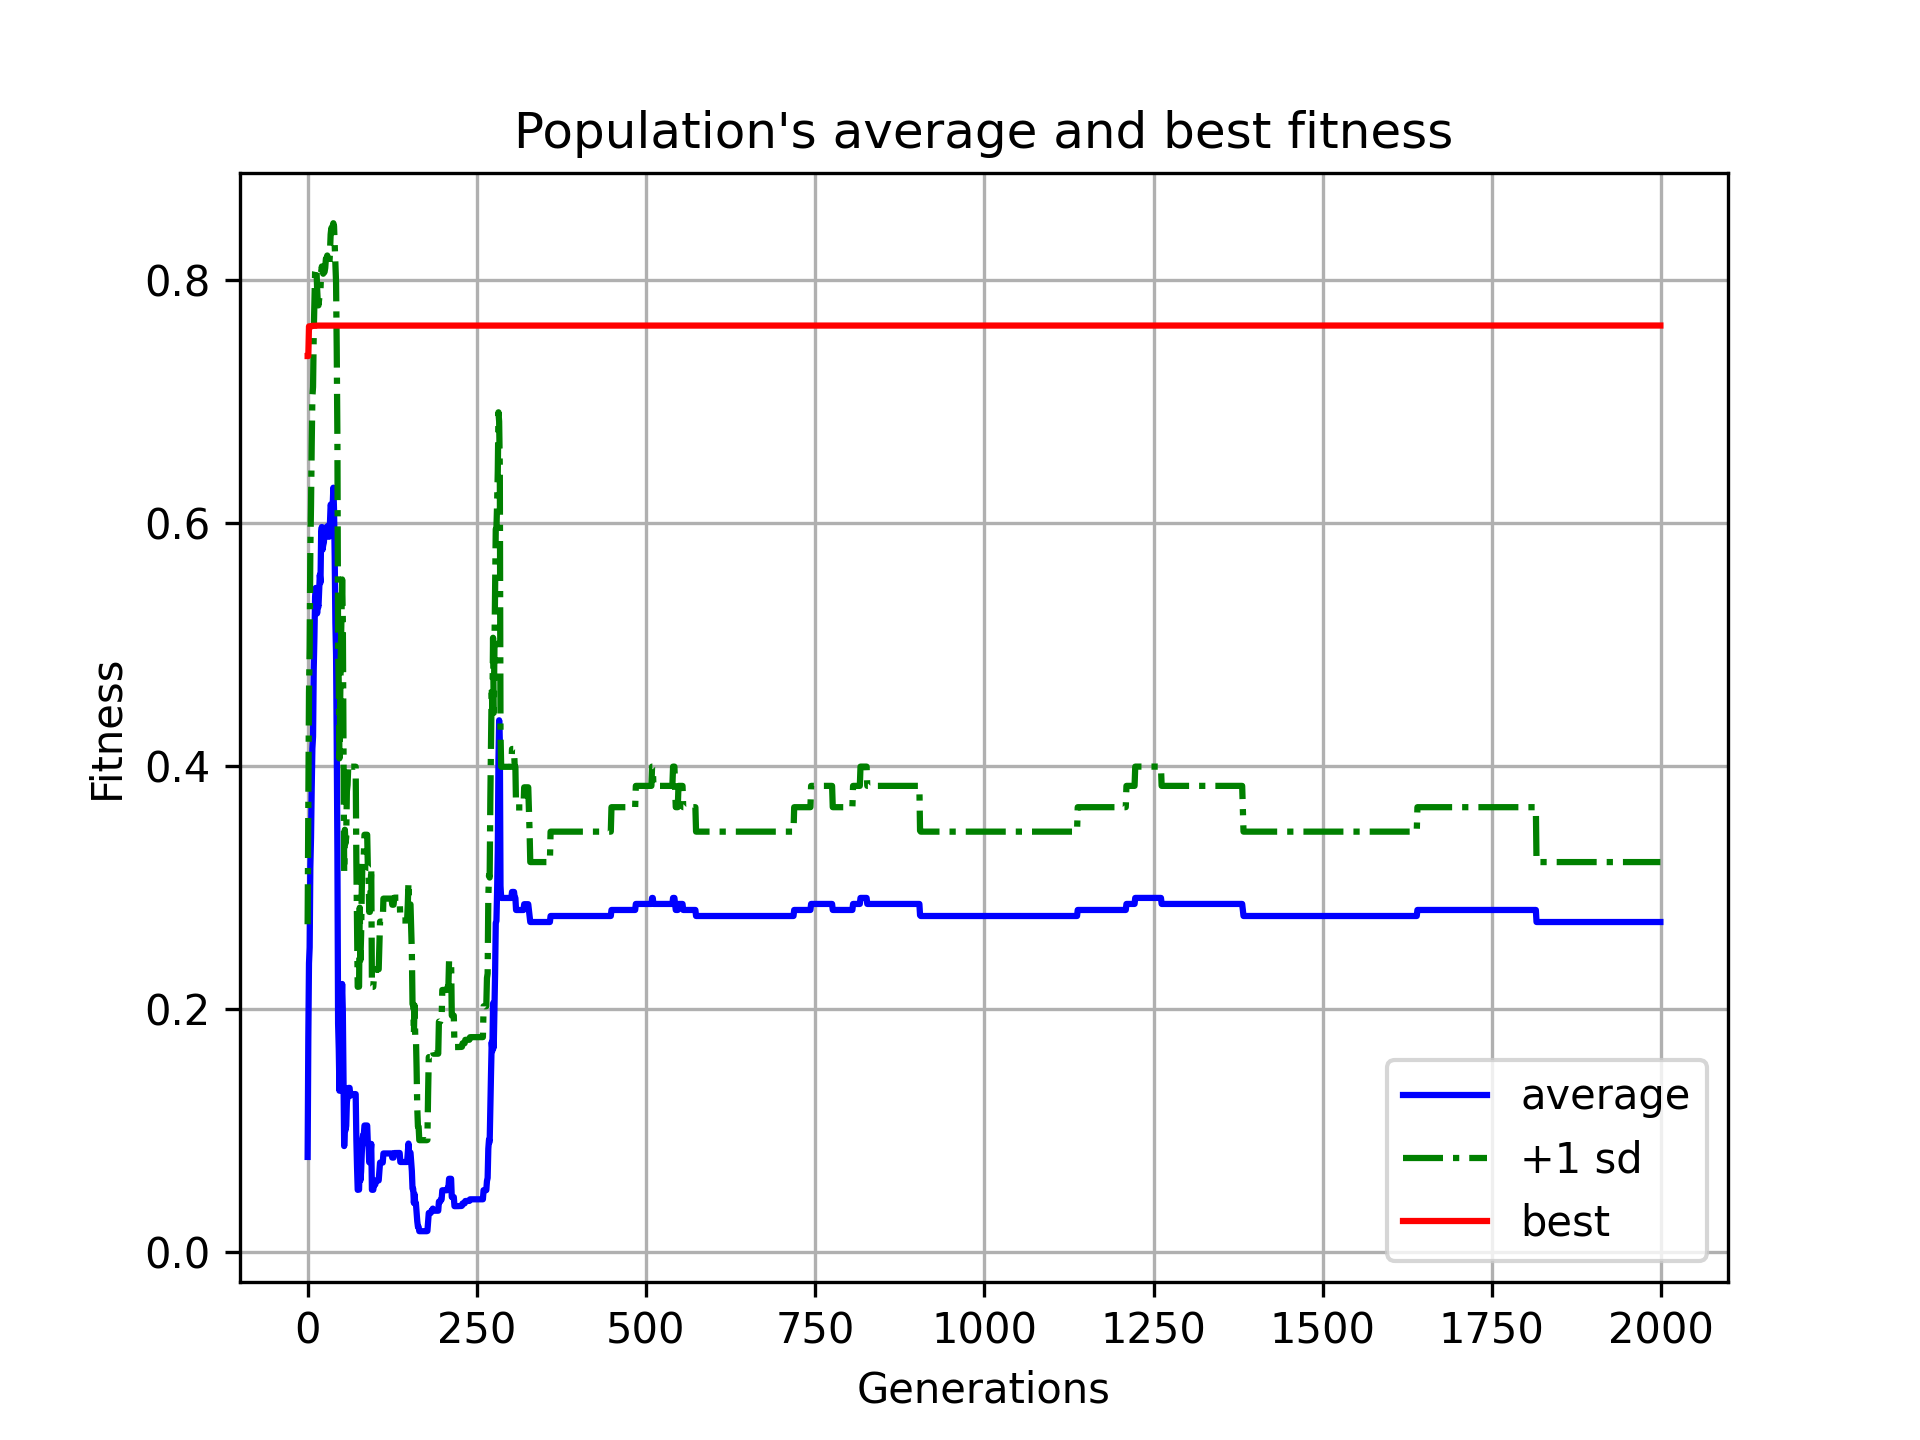 Population's average and best fitness
Fitness
0.8
0.6
0.4
0.2
0.0
average
+1 sd
best
0 250 500 750 1000 1250 1500 1750 2000
Generations